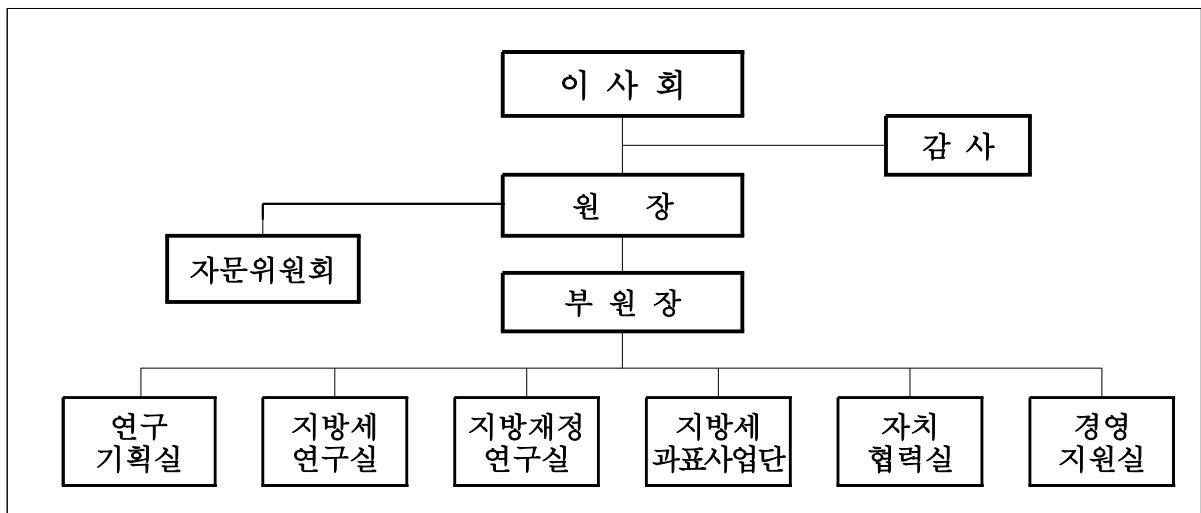 이 사 회
감 사
원 장
자문위원회
부 원 장
연구
기획실
지방세
연구실
지방재정
연구실
지방세
과표사업단
자치
협력실
경영
지원실